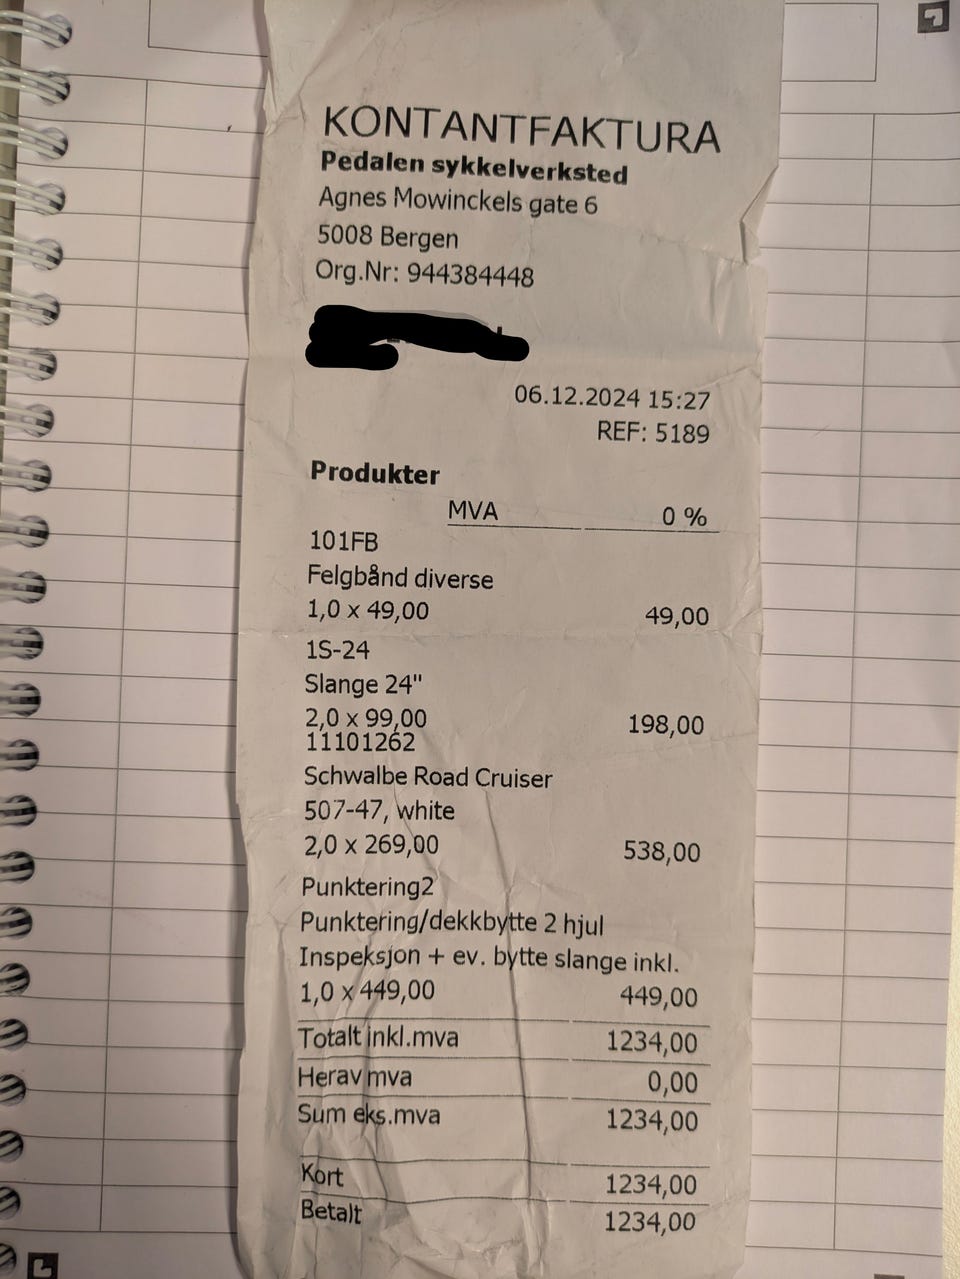 KONTANTFAKTURA
Pedalen sykkelverksted
Agnes Mowinckels gate 6
5008 Bergen
Org.Nr: 944384448
06.12.2024 15:27
REF: 5189
Produkter
MVA 0 %
101FB
Felgbånd diverse
1,0 x 49,00 49,00
1S-24
Slange 24"
2,0 x 99,00 198,00
11101262
Schwalbe Road Cruiser
507-47, white
2,0 x 269,00 538,00
Punktering2
Punktering/dekkbytte 2 hjul
Inspeksjon + ev. bytte slange inkl.
1,0 x 449,00 449,00
Totalt inkl.mva 1234,00
Herav mva 0,00
Sum eks.mva 1234,00
Kort 1234,00
Betalt 1234,00